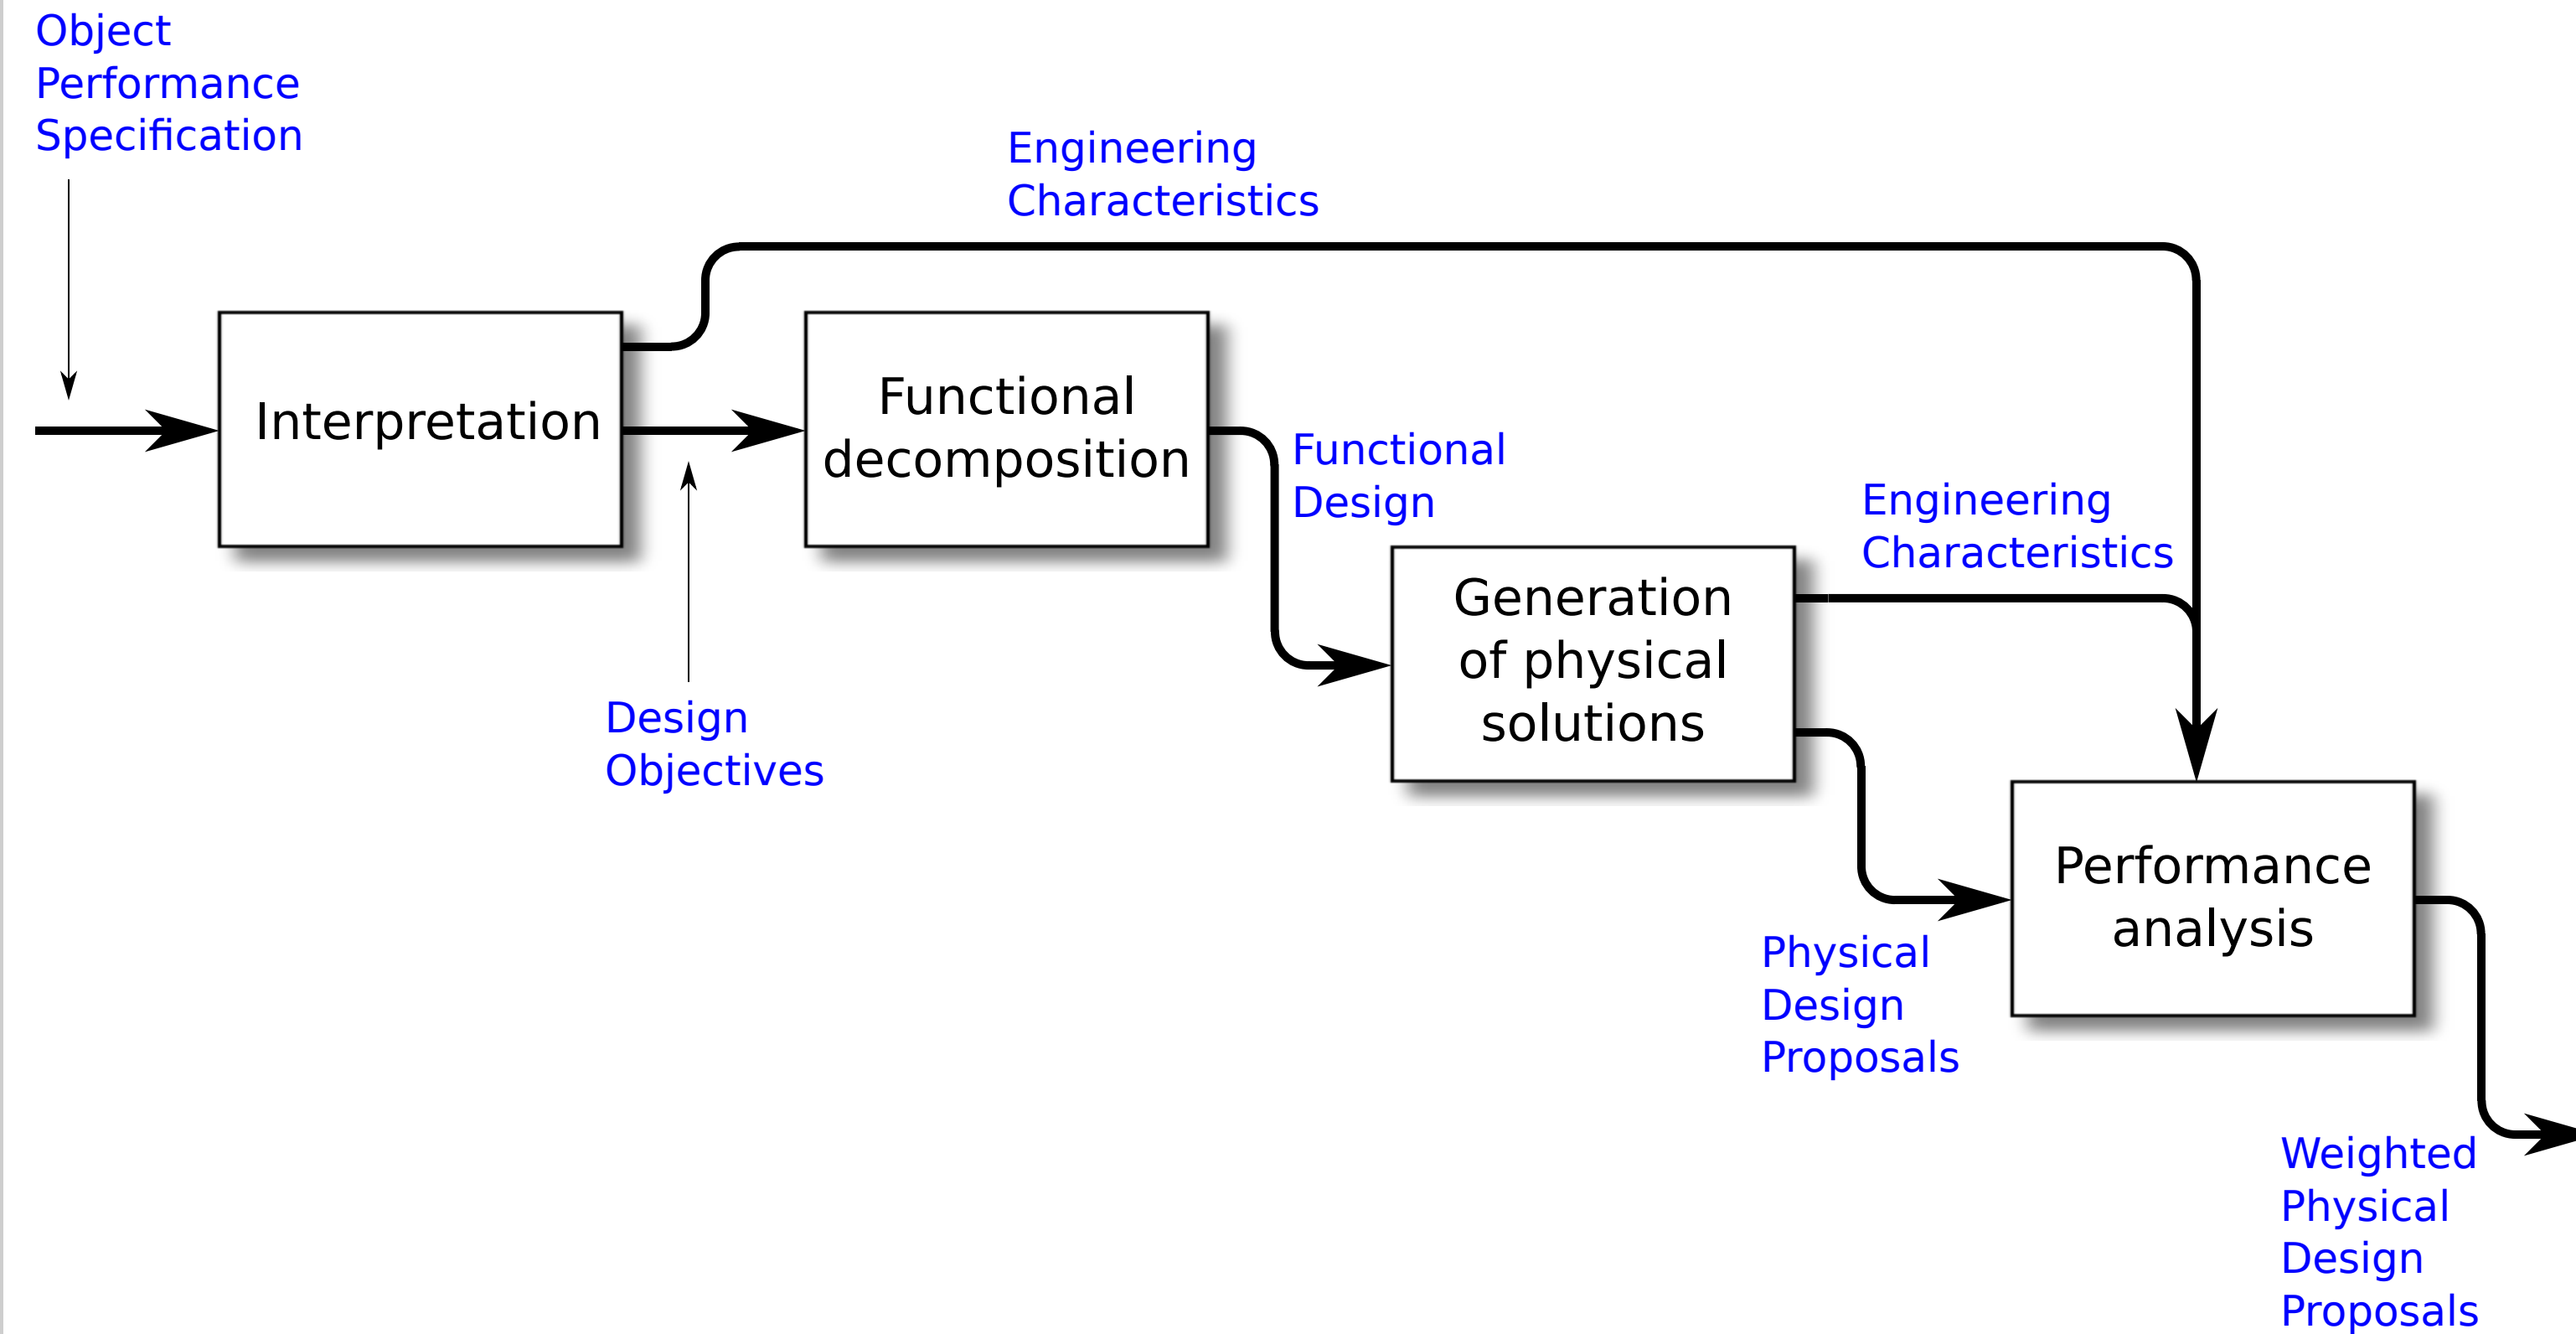 Object
Performance
Specification
Engineering
Characteristics
Interpretation
Functional
decomposition
Functional
Design
Engineering
Characteristics
Design
Objectives
Generation
of physical
solutions
Performance
analysis
Physical
Design
Proposals
Weighted
Physical
Design
Proposals